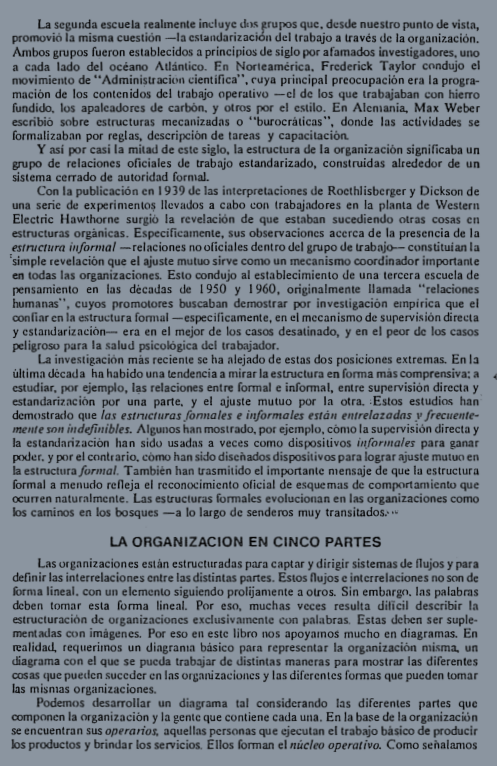 La segunda escuela realmente incluye dos grupos que, desde nuestro punto de vista,
promovió la misma cuestión —la estandarización del trabajo a través de la organización.
Ambos grupos fueron establecidos a principios de siglo por afamados investigadores, uno
a cada lado del océano Atlántico. En Norteamérica, Frederick Taylor condujo el
movimiento de "Administración científica", cuya principal preocupación era la progra-
mación de los contenidos del trabajo operativo —el de los que trabajaban con hierro
fundido, los apaleadores de carbón, y otros por el estilo. En Alemania, Max Weber
escribió sobre estructuras mecanizadas o "burocráticas", donde las actividades se
formalizaban por reglas, descripción de tareas y capacitación.
Y así por casi la mitad de este siglo, la estructura de la organización significaba un
grupo de relaciones oficiales de trabajo estandarizado, construidas alrededor de un
sistema cerrado de autoridad formal.
Con la publicación en 1939 de las interpretaciones de Roethlisberger y Dickson de
una serie de experimentos llevados a cabo con trabajadores en la planta de Western
Electric Hawthorne surgió la revelación de que estaban sucediendo otras cosas en
estructuras orgánicas. Específicamente, sus observaciones acerca de la presencia de la
estructura informal —relaciones no oficiales dentro del grupo de trabajo— constituían la
simple revelación que el ajuste mutuo sirve como un mecanismo coordinador importante
en todas las organizaciones. Esto condujo al establecimiento de una tercera escuela de
pensamiento en las décadas de 1950 y 1960, originalmente llamada "relaciones
humanas", cuyos promotores buscaban demostrar por investigación empírica que el
confiar en la estructura formal —específicamente, en el mecanismo de supervisión directa
y estandarización— era en el mejor de los casos desatinado, y en el peor de los casos
peligroso para la salud psicológica del trabajador.
La investigación más reciente se ha alejado de estas dos posiciones extremas. En la
última década ha habido una tendencia a mirar la estructura en forma más comprensiva; a
estudiar, por ejemplo, las relaciones entre formal e informal, entre supervisión directa y
estandarización por una parte, y el ajuste mutuo por la otra. Estos estudios han
demostrado que las estructuras formales e informales están entrelazadas y frecuente-
mente son indefinibles. Algunos han mostrado, por ejemplo, cómo la supervisión directa y
la estandarización han sido usadas a veces como dispositivos informales para ganar
poder, y por el contrario, cómo han sido diseñados dispositivos para lograr ajuste mutuo en
la estructura formal. También han trasmitido el importante mensaje de que la estructura
formal a menudo refleja el reconocimiento oficial de esquemas de comportamiento que
ocurren naturalmente. Las estructuras formales evolucionan en las organizaciones como
los caminos en los bosques —a lo largo de senderos muy transitados.
LA ORGANIZACION EN CINCO PARTES
Las organizaciones están estructuradas para captar y dirigir sistemas de flujos y para
definir las interrelaciones entre las distintas partes. Estos flujos e interrelaciones no son de
forma lineal, con un elemento siguiendo prolijamente a otros. Sin embargo, las palabras
deben tomar esta forma lineal. Por eso, muchas veces resulta difícil describir la
estructuración de organizaciones exclusivamente con palabras. Estas deben ser suple-
mentadas con imágenes. Por eso en este libro nos apoyamos mucho en diagramas. En
realidad, requerimos un diagrama básico para representar la organización misma, un
diagrama con el que se pueda trabajar de distintas maneras para mostrar las diferentes
cosas que pueden suceder en las organizaciones y las diferentes formas que pueden tomar
las mismas organizaciones.
Podemos desarrollar un diagrama tal considerando las diferentes partes que
componen la organización y la gente que contiene cada una. En la base de la organización
se encuentran sus operarios, aquellas personas que ejecutan el trabajo básico de producir
los productos y brindar los servicios. Ellos forman el núcleo operativo. Como señalamos